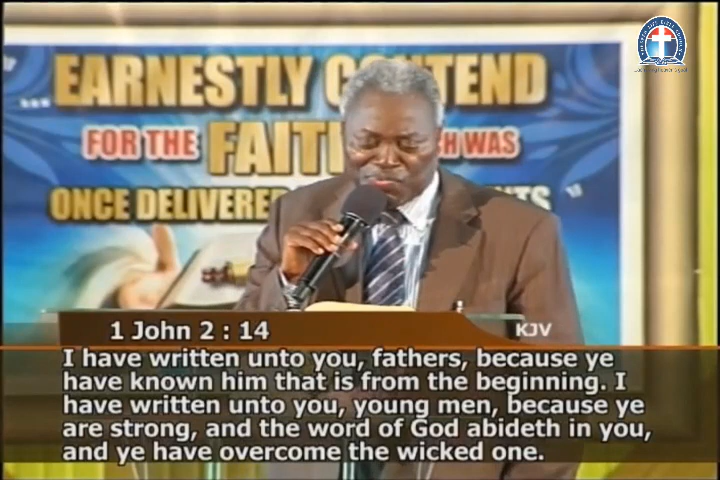 ...EARNESTLY C TEND
FOR THE FAIT H WAS
ONCE DELIVERED NTS "
1 John 2 : 14 KJV
I have written unto you, fathers, because ye
have known him that is from the beginning. I
have written unto you, young men, because ye
are strong, and the word of God abideth in you,
and ye have overcome the wicked one.